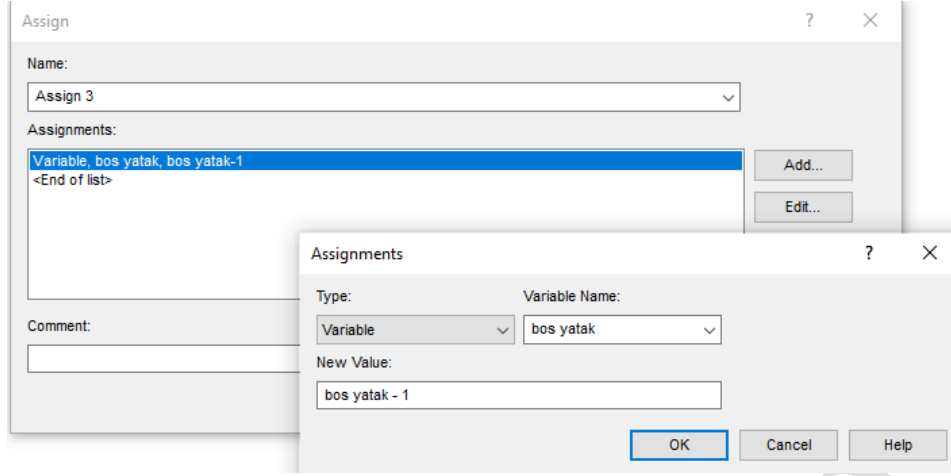 Assign ? ×
Name:
Assign 3
Assignments:
Variable, bos yatak, bos yatak-1
<End of list>
Add...
Edit...
Comment:
Assignments ? ×
Type: Variable Name:
Variable bos yatak
New Value:
bos yatak - 1
OK Cancel Help